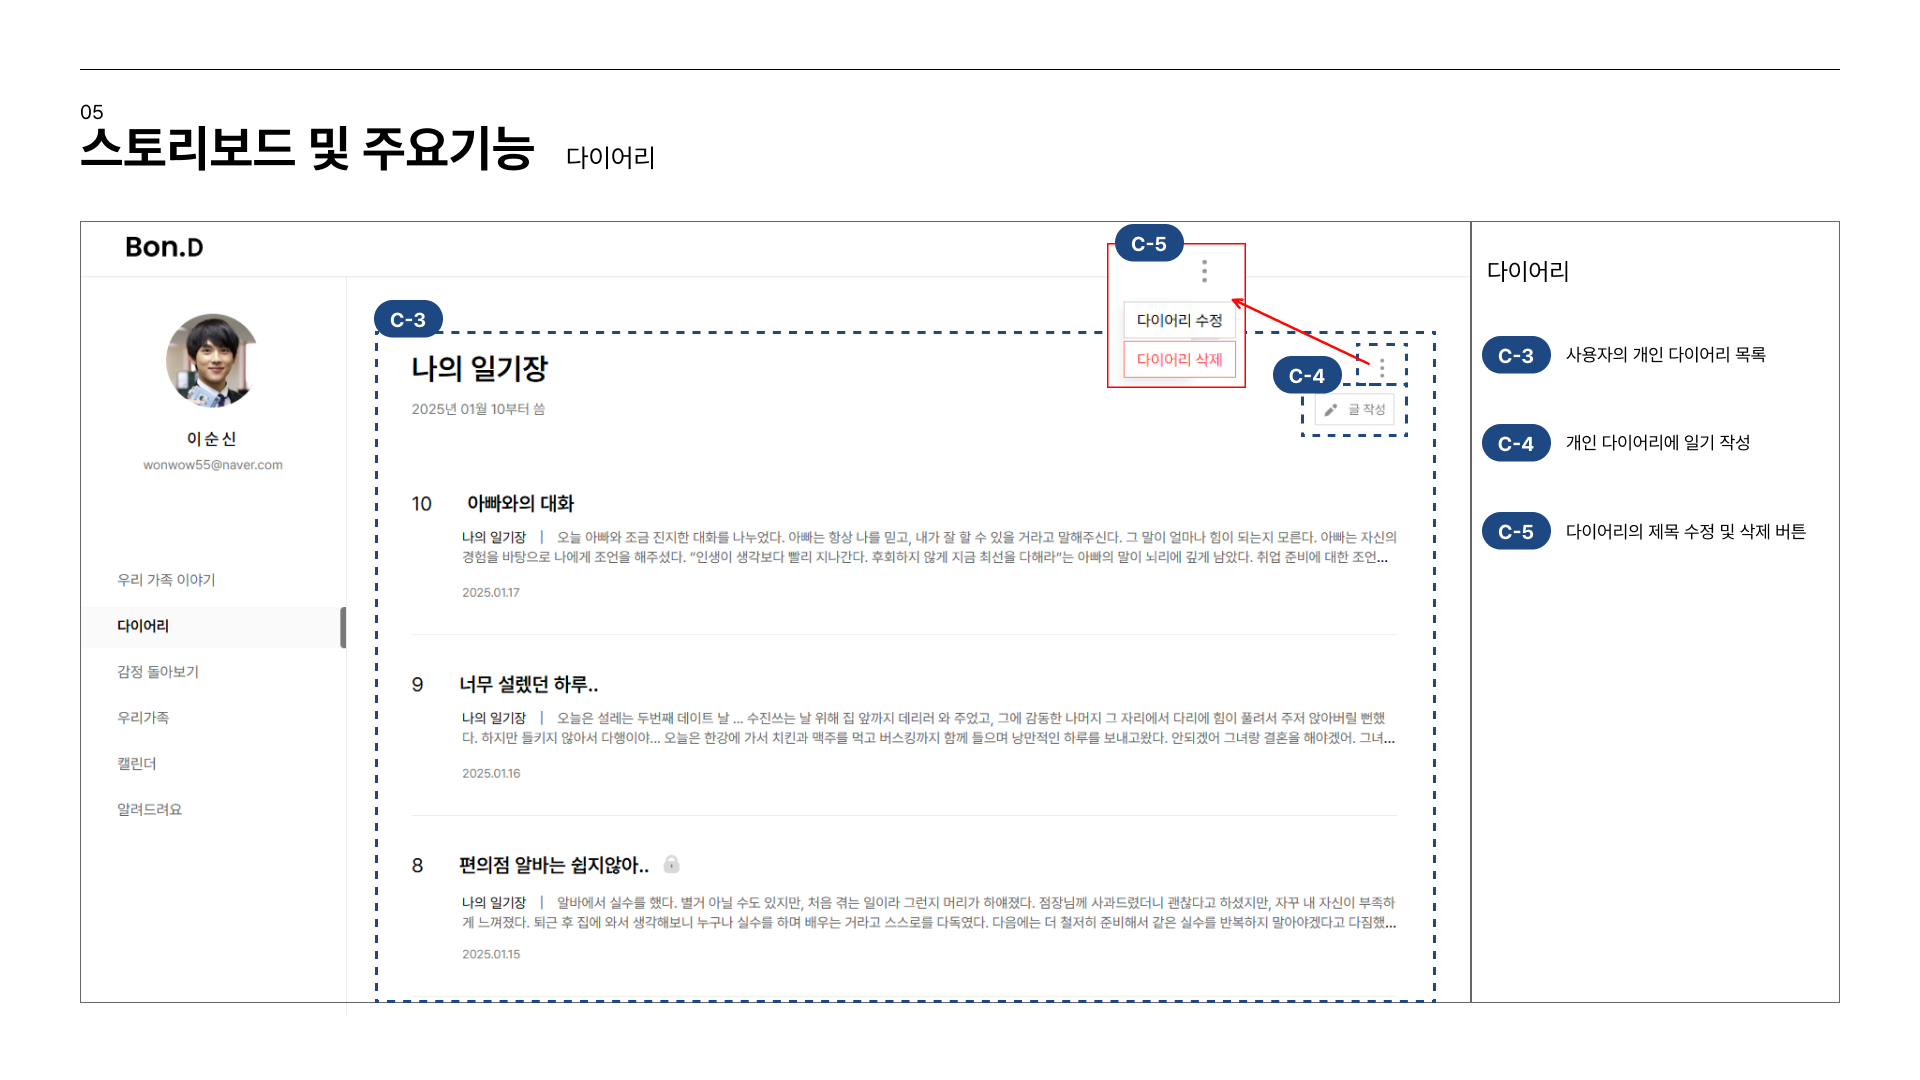 05
스토리보드 및 주요기능 다이어리
Bon.D
이순신
wonwow55@naver.com
우리 가족 이야기
다이어리
감정 돌아보기
우리가족
캘린더
알려드려요
C-3
나의 일기장
2025년 01월 10부터 씀
C-5
다이어리 수정
다이어리 삭제
C-4
글 작성
10 아빠와의 대화
나의 일기장 | 오늘 아빠와 조금 진지한 대화를 나누었다. 아빠는 항상 나를 믿고, 내가 잘 할 수 있을 거라고 말해주신다. 그 말이 얼마나 힘이 되는지 모른다. 아빠는 자신의
경험을 바탕으로 나에게 조언을 해주셨다. “인생이 생각보다 빨리 지나간다. 후회하지 않게 지금 최선을 다해라”는 아빠의 말이 뇌리에 깊게 남았다. 취업 준비에 대한 조언...
2025.01.17
9 너무 설렜던 하루..
나의 일기장 | 오늘은 설레는 두번째 데이트 날 ... 수진쓰는 날 위해 집 앞까지 데리러 와 주었고, 그에 감동한 나머지 그 자리에서 다리에 힘이 풀려서 주저 앉아버릴 뻔했
다. 하지만 들키지 않아서 다행이야... 오늘은 한강에 가서 치킨과 맥주를 먹고 버스킹까지 함께 들으며 낭만적인 하루를 보내고왔다. 안되겠어 그녀랑 결혼을 해야겠어. 그녀...
2025.01.16
8 편의점 알바는 쉽지않아..
나의 일기장 | 알바에서 실수를 했다. 별거 아닐 수도 있지만, 처음 겪는 일이라 그런지 머리가 하얘졌다. 점장님께 사과드렸더니 괜찮다고 하셨지만, 자꾸 내 자신이 부족하
게 느껴졌다. 퇴근 후 집에 와서 생각해보니 누구나 실수를 하며 배우는 거라고 스스로를 다독였다. 다음에는 더 철저히 준비해서 같은 실수를 반복하지 말아야겠다고 다짐했...
2025.01.15
다이어리
C-3 사용자의 개인 다이어리 목록
C-4 개인 다이어리에 일기 작성
C-5 다이어리의 제목 수정 및 삭제 버튼